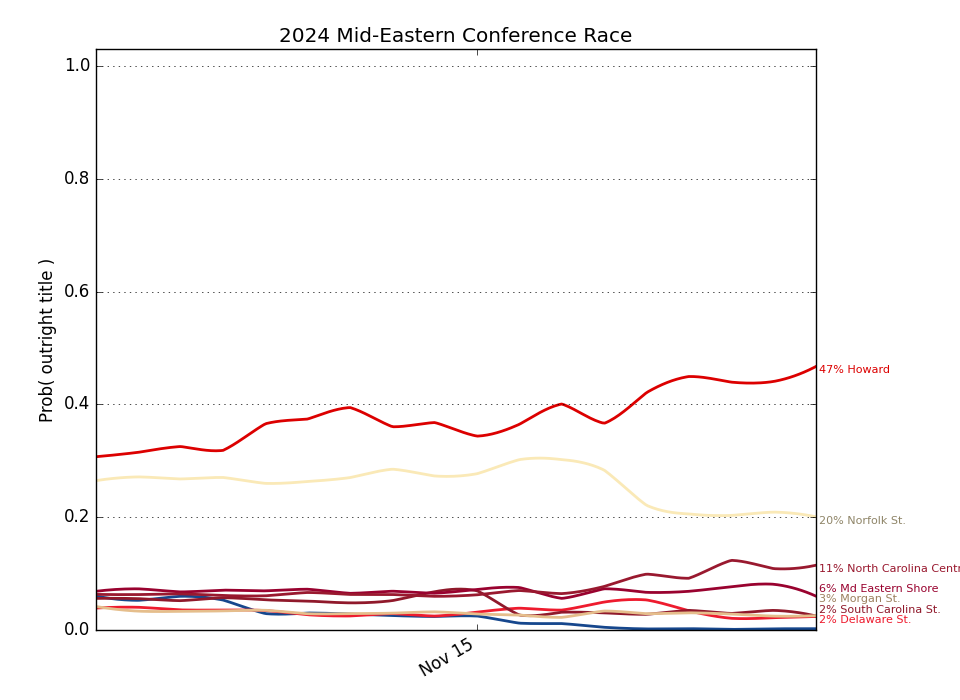 2024 Mid-Eastern Conference Race
1.0
0.8
0.6
0.4
0.2
0.0
Prob( outright title )
Nov 15
47% Howard
20% Norfolk St.
11% North Carolina Centr
6% Md Eastern Shore
3% Morgan St.
2% South Carolina St.
2% Delaware St.